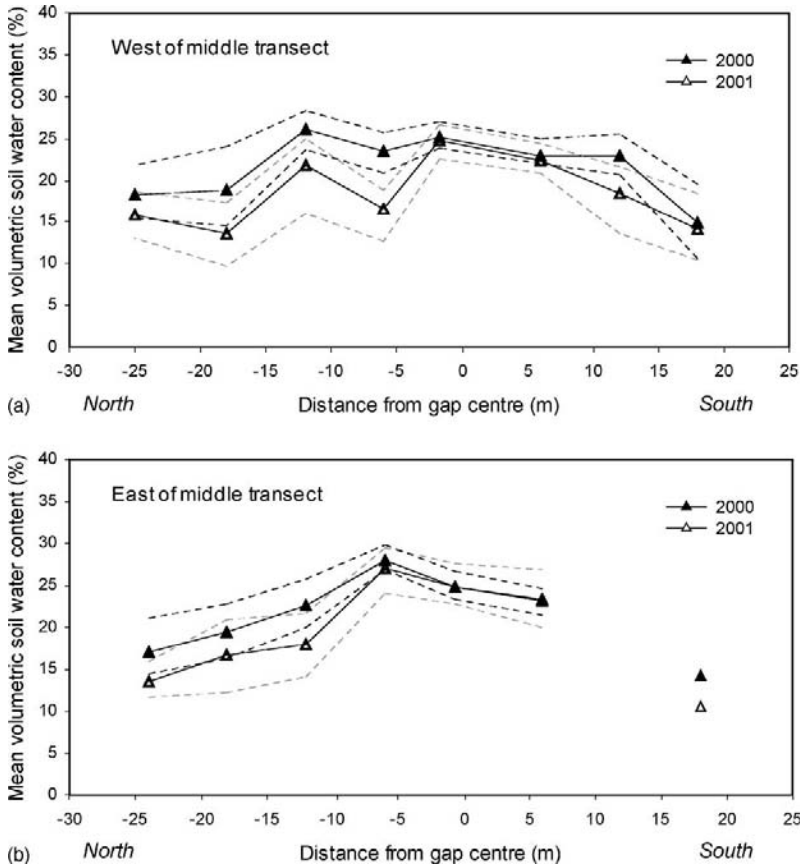 Mean volumetric soil water content (%)
40
35
30
25
20
15
10
5
0
West of middle transect
2000
2001
-30 -25 -20 -15 -10 -5 0 5 10 15 20 25
(a) North Distance from gap centre (m) South
Mean volumetric soil water content (%)
40
35
30
25
20
15
10
5
0
East of middle transect
2000
2001
-30 -25 -20 -15 -10 -5 0 5 10 15 20 25
(b) North Distance from gap centre (m) South